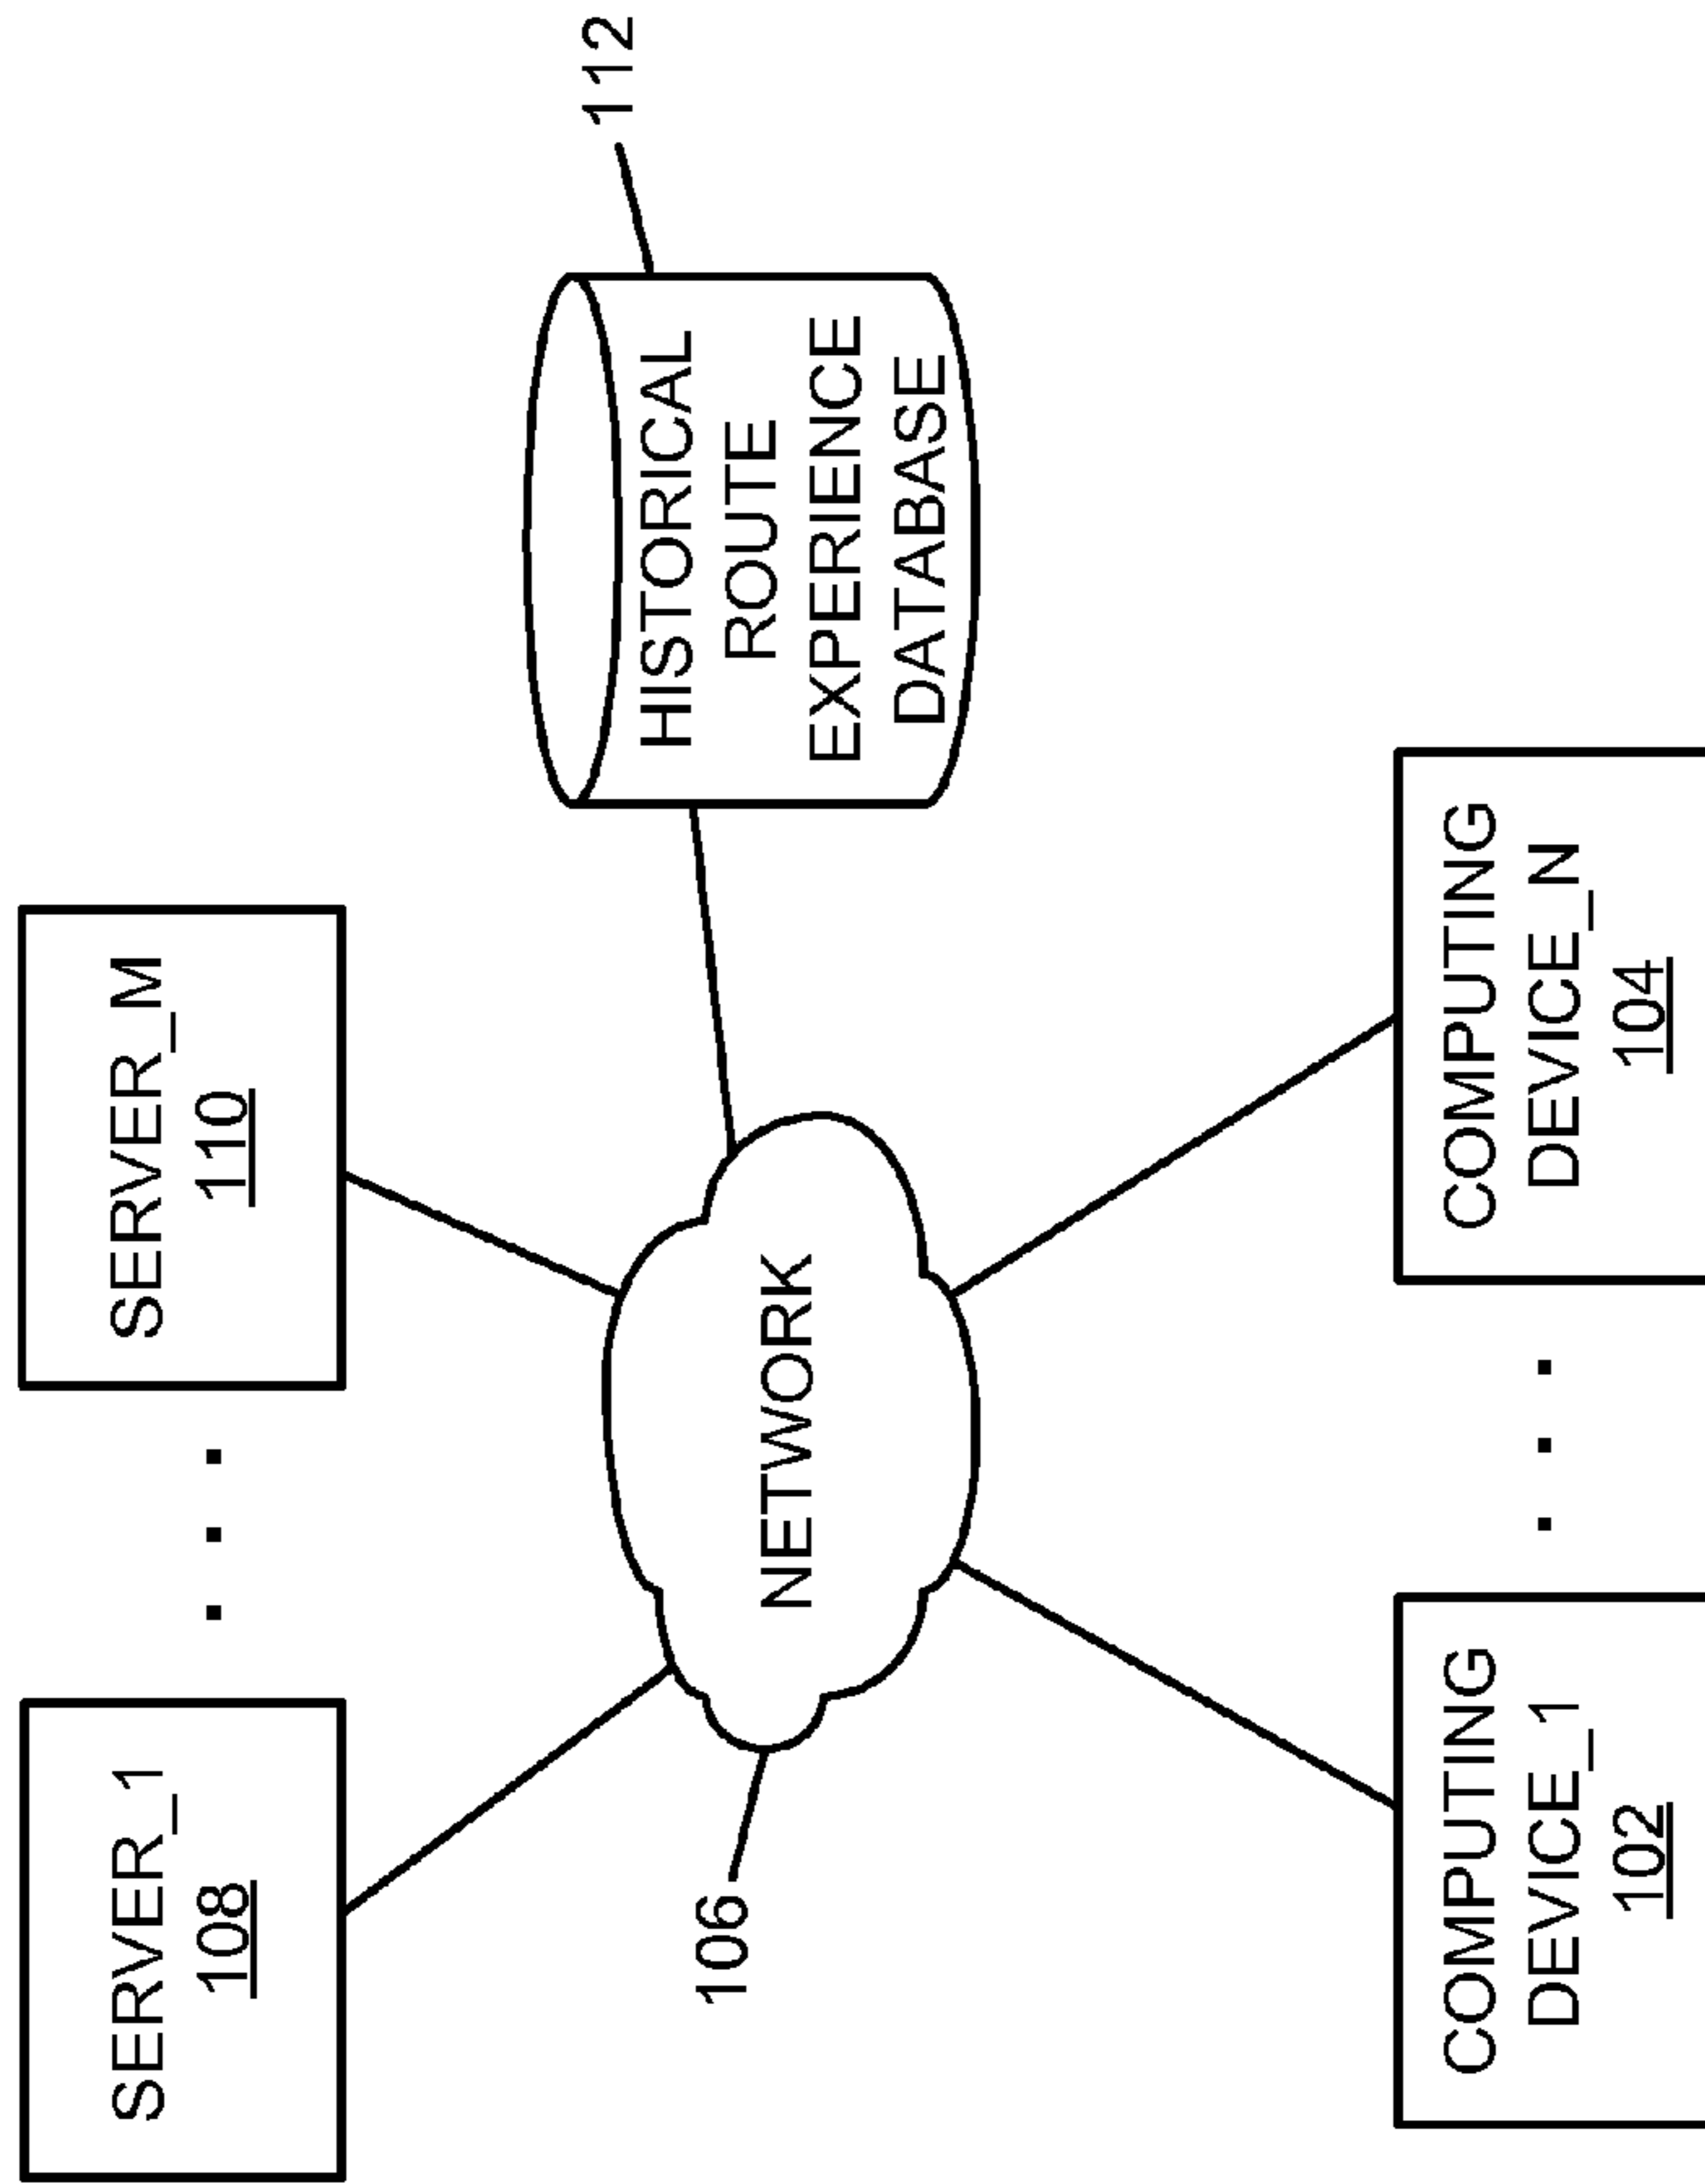 SERVER_1
108
. . .
SERVER_M
110
106
NETWORK
HISTORICAL
ROUTE
EXPERIENCE
DATABASE
112
COMPUTING
DEVICE_1
102
. . .
COMPUTING
DEVICE_N
104